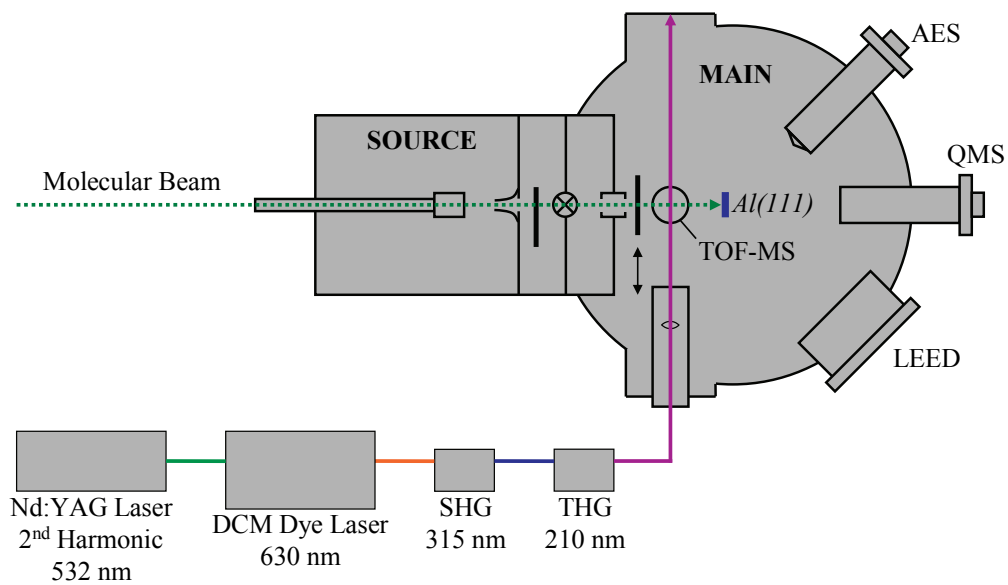 AES
MAIN
SOURCE
QMS
Molecular Beam
Al(111)
TOF-MS
LEED
Nd:YAG Laser
2nd Harmonic
532 nm
DCM Dye Laser
630 nm
SHG
315 nm
THG
210 nm